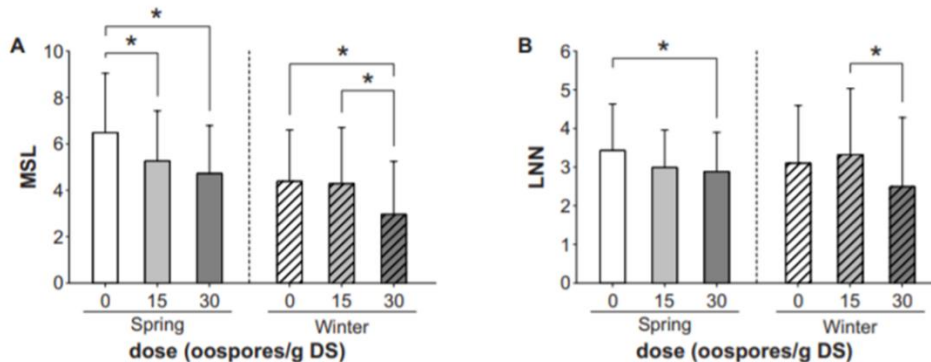 A
MSL
10
8
6
4
2
0
* * * *
0 15 30 0 15 30
Spring Winter
dose (oospores/g DS)
B
LNN
6
5
4
3
2
1
0
* *
0 15 30 0 15 30
Spring Winter
dose (oospores/g DS)